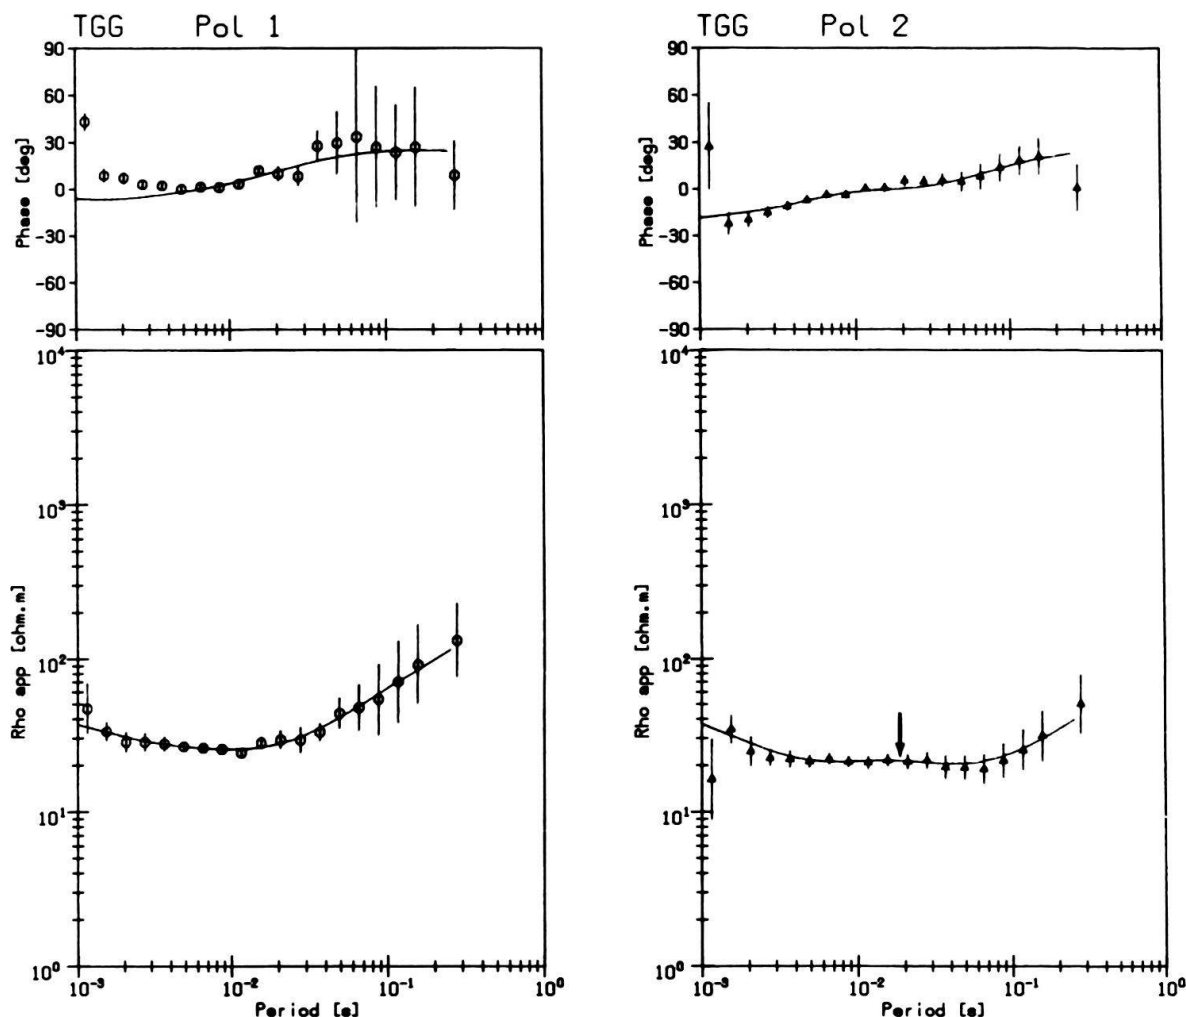 TGG Pol 1
90
60
30
0
-30
-60
-90
Phase [deg]
10⁴
10³
10²
10¹
10⁰
Rho app [ohm.m]
10⁻³ 10⁻² 10⁻¹ 10⁰
Period [s]
TGG Pol 2
90
60
30
0
-30
-60
-90
Phase [deg]
10⁴
10³
10²
10¹
10⁰
Rho app [ohm.m]
10⁻³ 10⁻² 10⁻¹ 10⁰
Period [s]